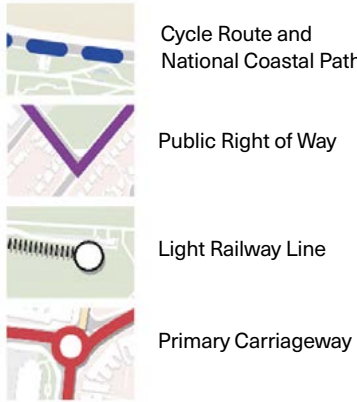 Cycle Route and
National Coastal Path
Public Right of Way
Light Railway Line
Primary Carriageway